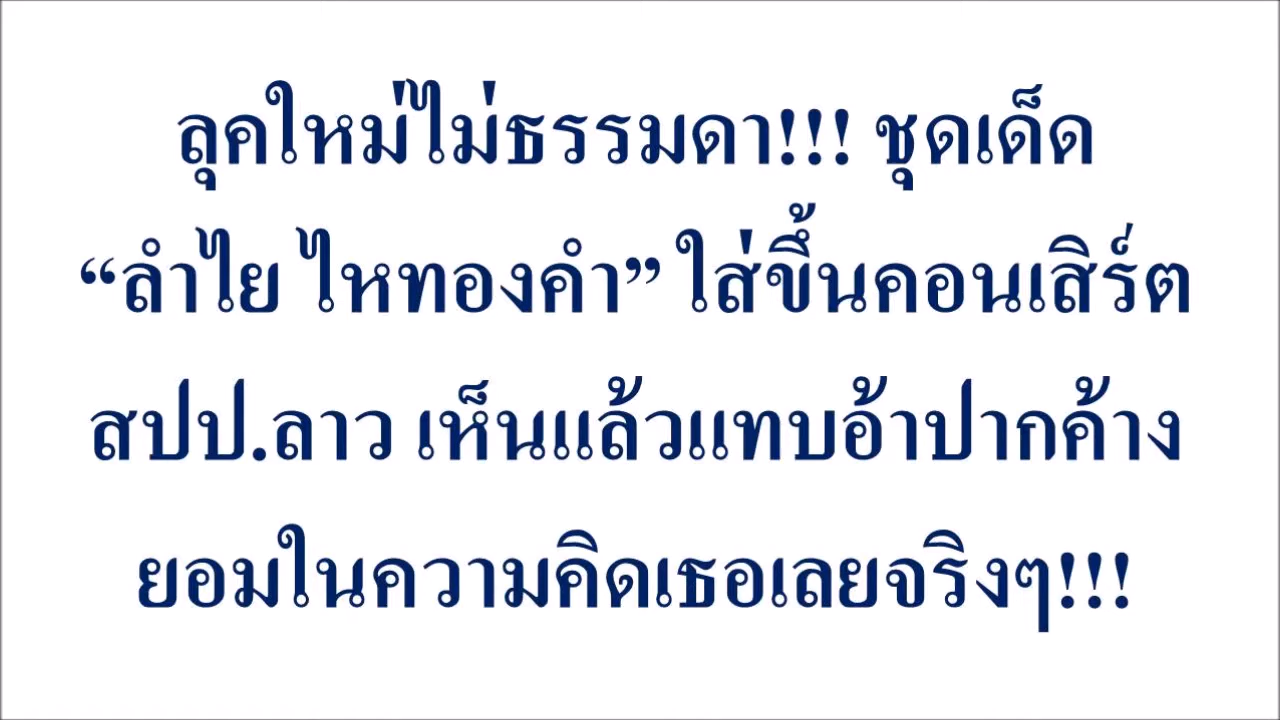 ลุคใหม่ไม่ธรรมดา!!! ชุดเด็ด
“ลำไย ไหทองคำ” ใส่ขึ้นคอนเสิร์ต
สปป.ลาว เห็นแล้วแทบอ้าปากค้าง
ยอมในความคิดเธอเลยจริงๆ!!!